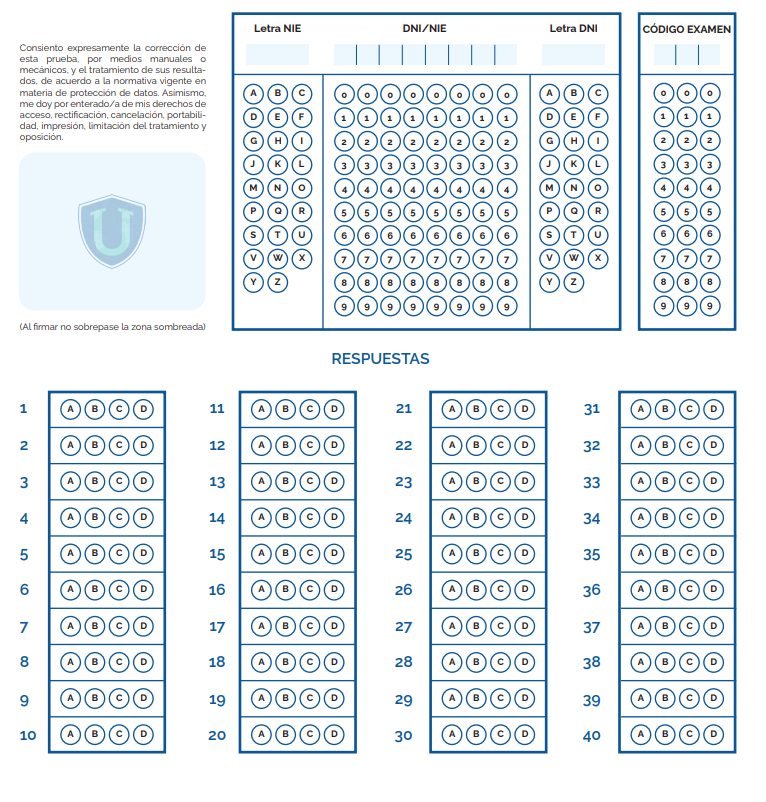 Consiento expresamente la corrección de
esta prueba, por medios manuales o
mecánicos, y el tratamiento de sus resulta-
dos, de acuerdo a la normativa vigente en
materia de protección de datos. Asimismo,
me doy por enterado/a de mis derechos de
acceso, rectificación, cancelación, portabili-
dad, impresión, limitación del tratamiento y
oposición.
U
(Al firmar no sobrepase la zona sombreada)
Letra NIE DNI/NIE Letra DNI CÓDIGO EXAMEN
A B C 0 0 0 0 0 0 0 0 A B C 0 0 0
D E F 1 1 1 1 1 1 1 1 D E F 1 1 1
G H I 2 2 2 2 2 2 2 2 G H I 2 2 2
J K L 3 3 3 3 3 3 3 3 J K L 3 3 3
M N O 4 4 4 4 4 4 4 4 M N O 4 4 4
P Q R 5 5 5 5 5 5 5 5 P Q R 5 5 5
S T U 6 6 6 6 6 6 6 6 S T U 6 6 6
V W X 7 7 7 7 7 7 7 7 V W X 7 7 7
Y Z 8 8 8 8 8 8 8 8 Y Z 8 8 8
9 9 9 9 9 9 9 9 9 9 9
RESPUESTAS
1 A B C D 11 A B C D 21 A B C D 31 A B C D
2 A B C D 12 A B C D 22 A B C D 32 A B C D
3 A B C D 13 A B C D 23 A B C D 33 A B C D
4 A B C D 14 A B C D 24 A B C D 34 A B C D
5 A B C D 15 A B C D 25 A B C D 35 A B C D
6 A B C D 16 A B C D 26 A B C D 36 A B C D
7 A B C D 17 A B C D 27 A B C D 37 A B C D
8 A B C D 18 A B C D 28 A B C D 38 A B C D
9 A B C D 19 A B C D 29 A B C D 39 A B C D
10 A B C D 20 A B C D 30 A B C D 40 A B C D